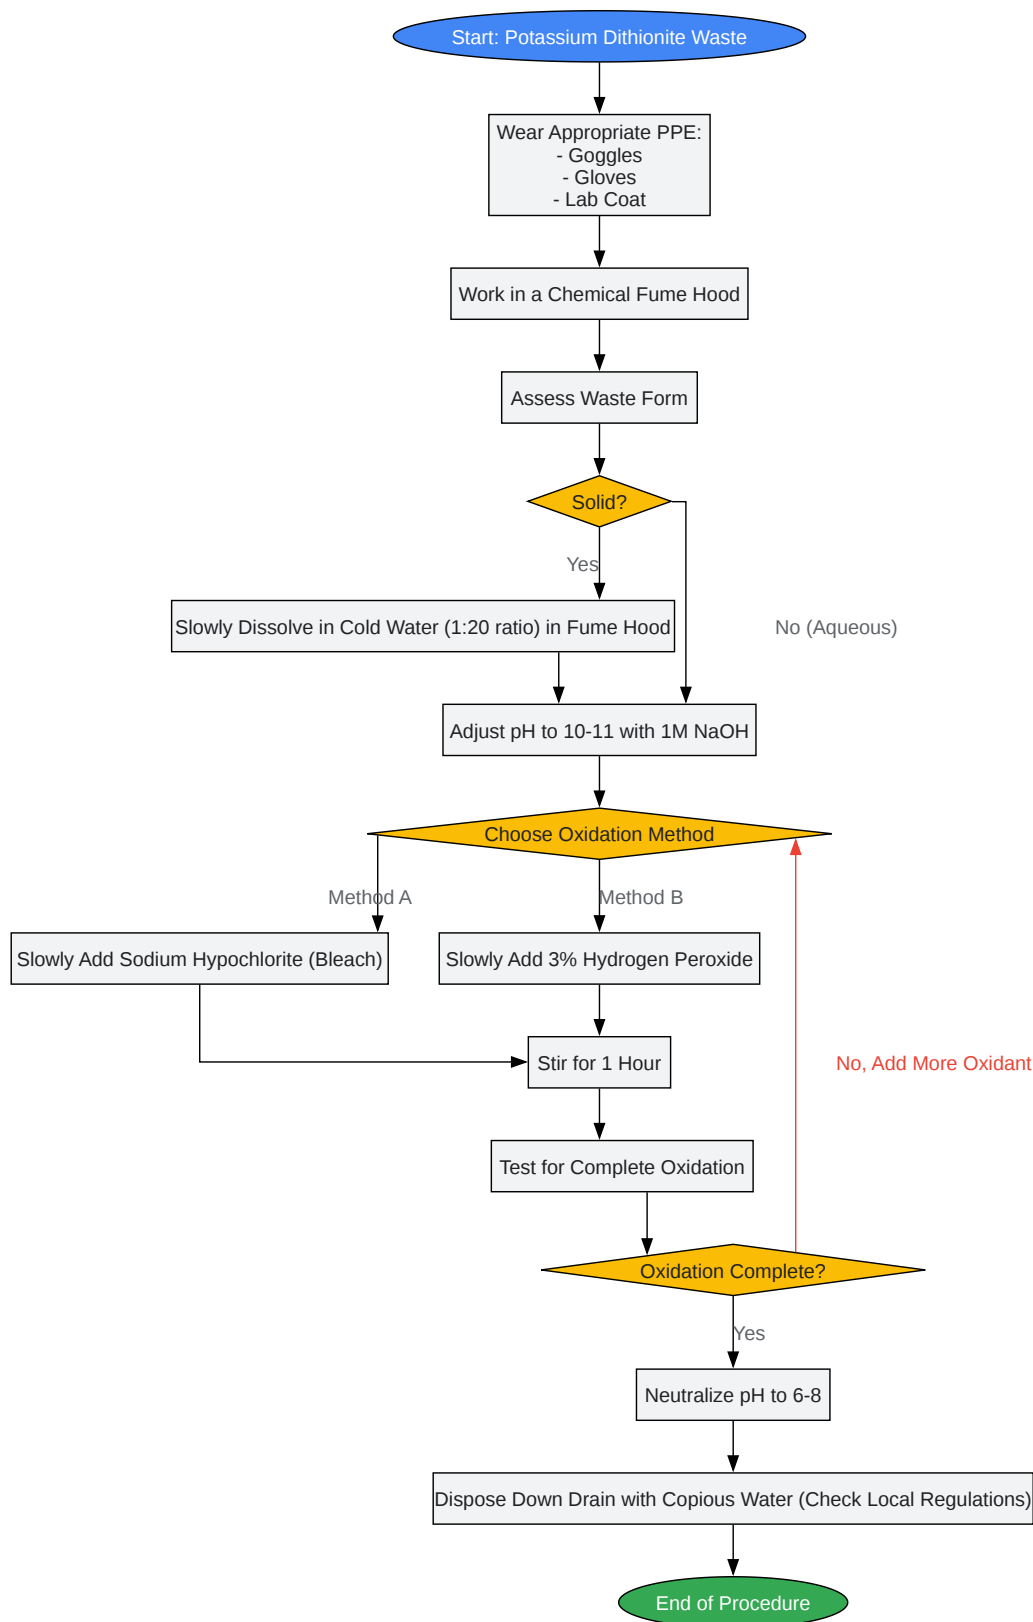 Start: Potassium Dithionite Waste
Wear Appropriate PPE:
- Goggles
- Gloves
- Lab Coat
Work in a Chemical Fume Hood
Assess Waste Form
Solid?
Yes
Slowly Dissolve in Cold Water (1:20 ratio) in Fume Hood
No (Aqueous)
Adjust pH to 10-11 with 1M NaOH
Choose Oxidation Method
Method A
Method B
Slowly Add Sodium Hypochlorite (Bleach)
Slowly Add 3% Hydrogen Peroxide
Stir for 1 Hour
No, Add More Oxidant
Test for Complete Oxidation
Oxidation Complete?
Yes
Neutralize pH to 6-8
Dispose Down Drain with Copious Water (Check Local Regulations)
End of Procedure